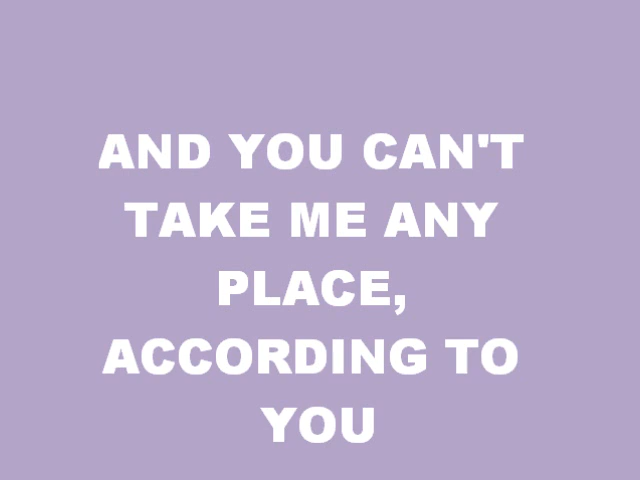 AND YOU CAN'T
TAKE ME ANY
PLACE,
ACCORDING TO
YOU